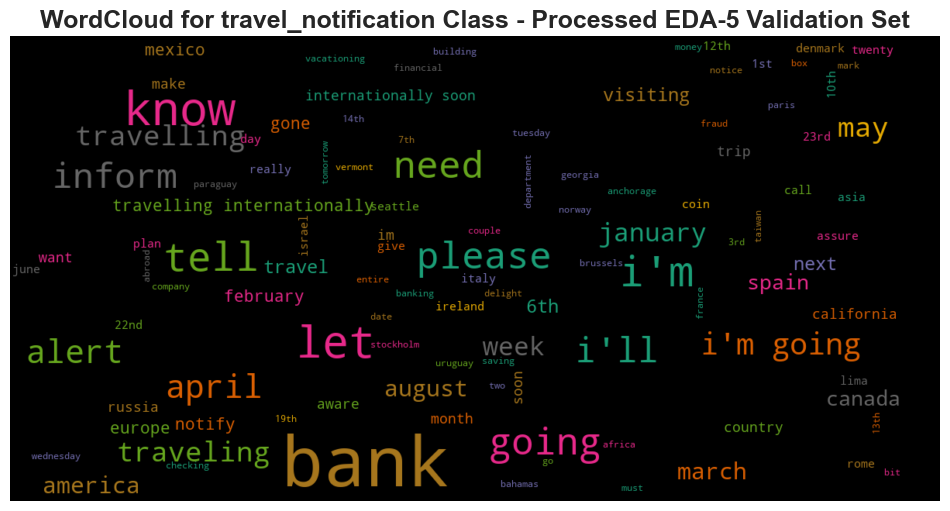 WordCloud for travel_notification Class - Processed EDA-5 Validation Set
mexico
vacationing
building
financial
money
12th
denmark
twenty
notice
1st
box
mark
make
internationally soon
visiting
10th
know
travelling
day
gone
14th
7th
tuesday
paris
fraud
23rd
may
inform
really
tomorrow
vermont
need
trip
paraguay
department
georgia
anchorage
call
asia
travelling internationally
seattle
norway
coin
plan
want
israel
im
give
couple
january
3rd
taiwan
assure
june
abroad
tell
travel
please
brussels
i'm
next
company
february
entire
italy
banking
delight
ireland
6th
france
spain
california
22nd
date
alert
let
stockholm
week
i'll
i'm going
uruguay
saving
april
august
two
soon
lima
canada
russia
aware
19th
month
europe
notify
country
13th
wednesday
traveling
checking
bank
going
africa
go
america
bahamas
must
march
rome
bit